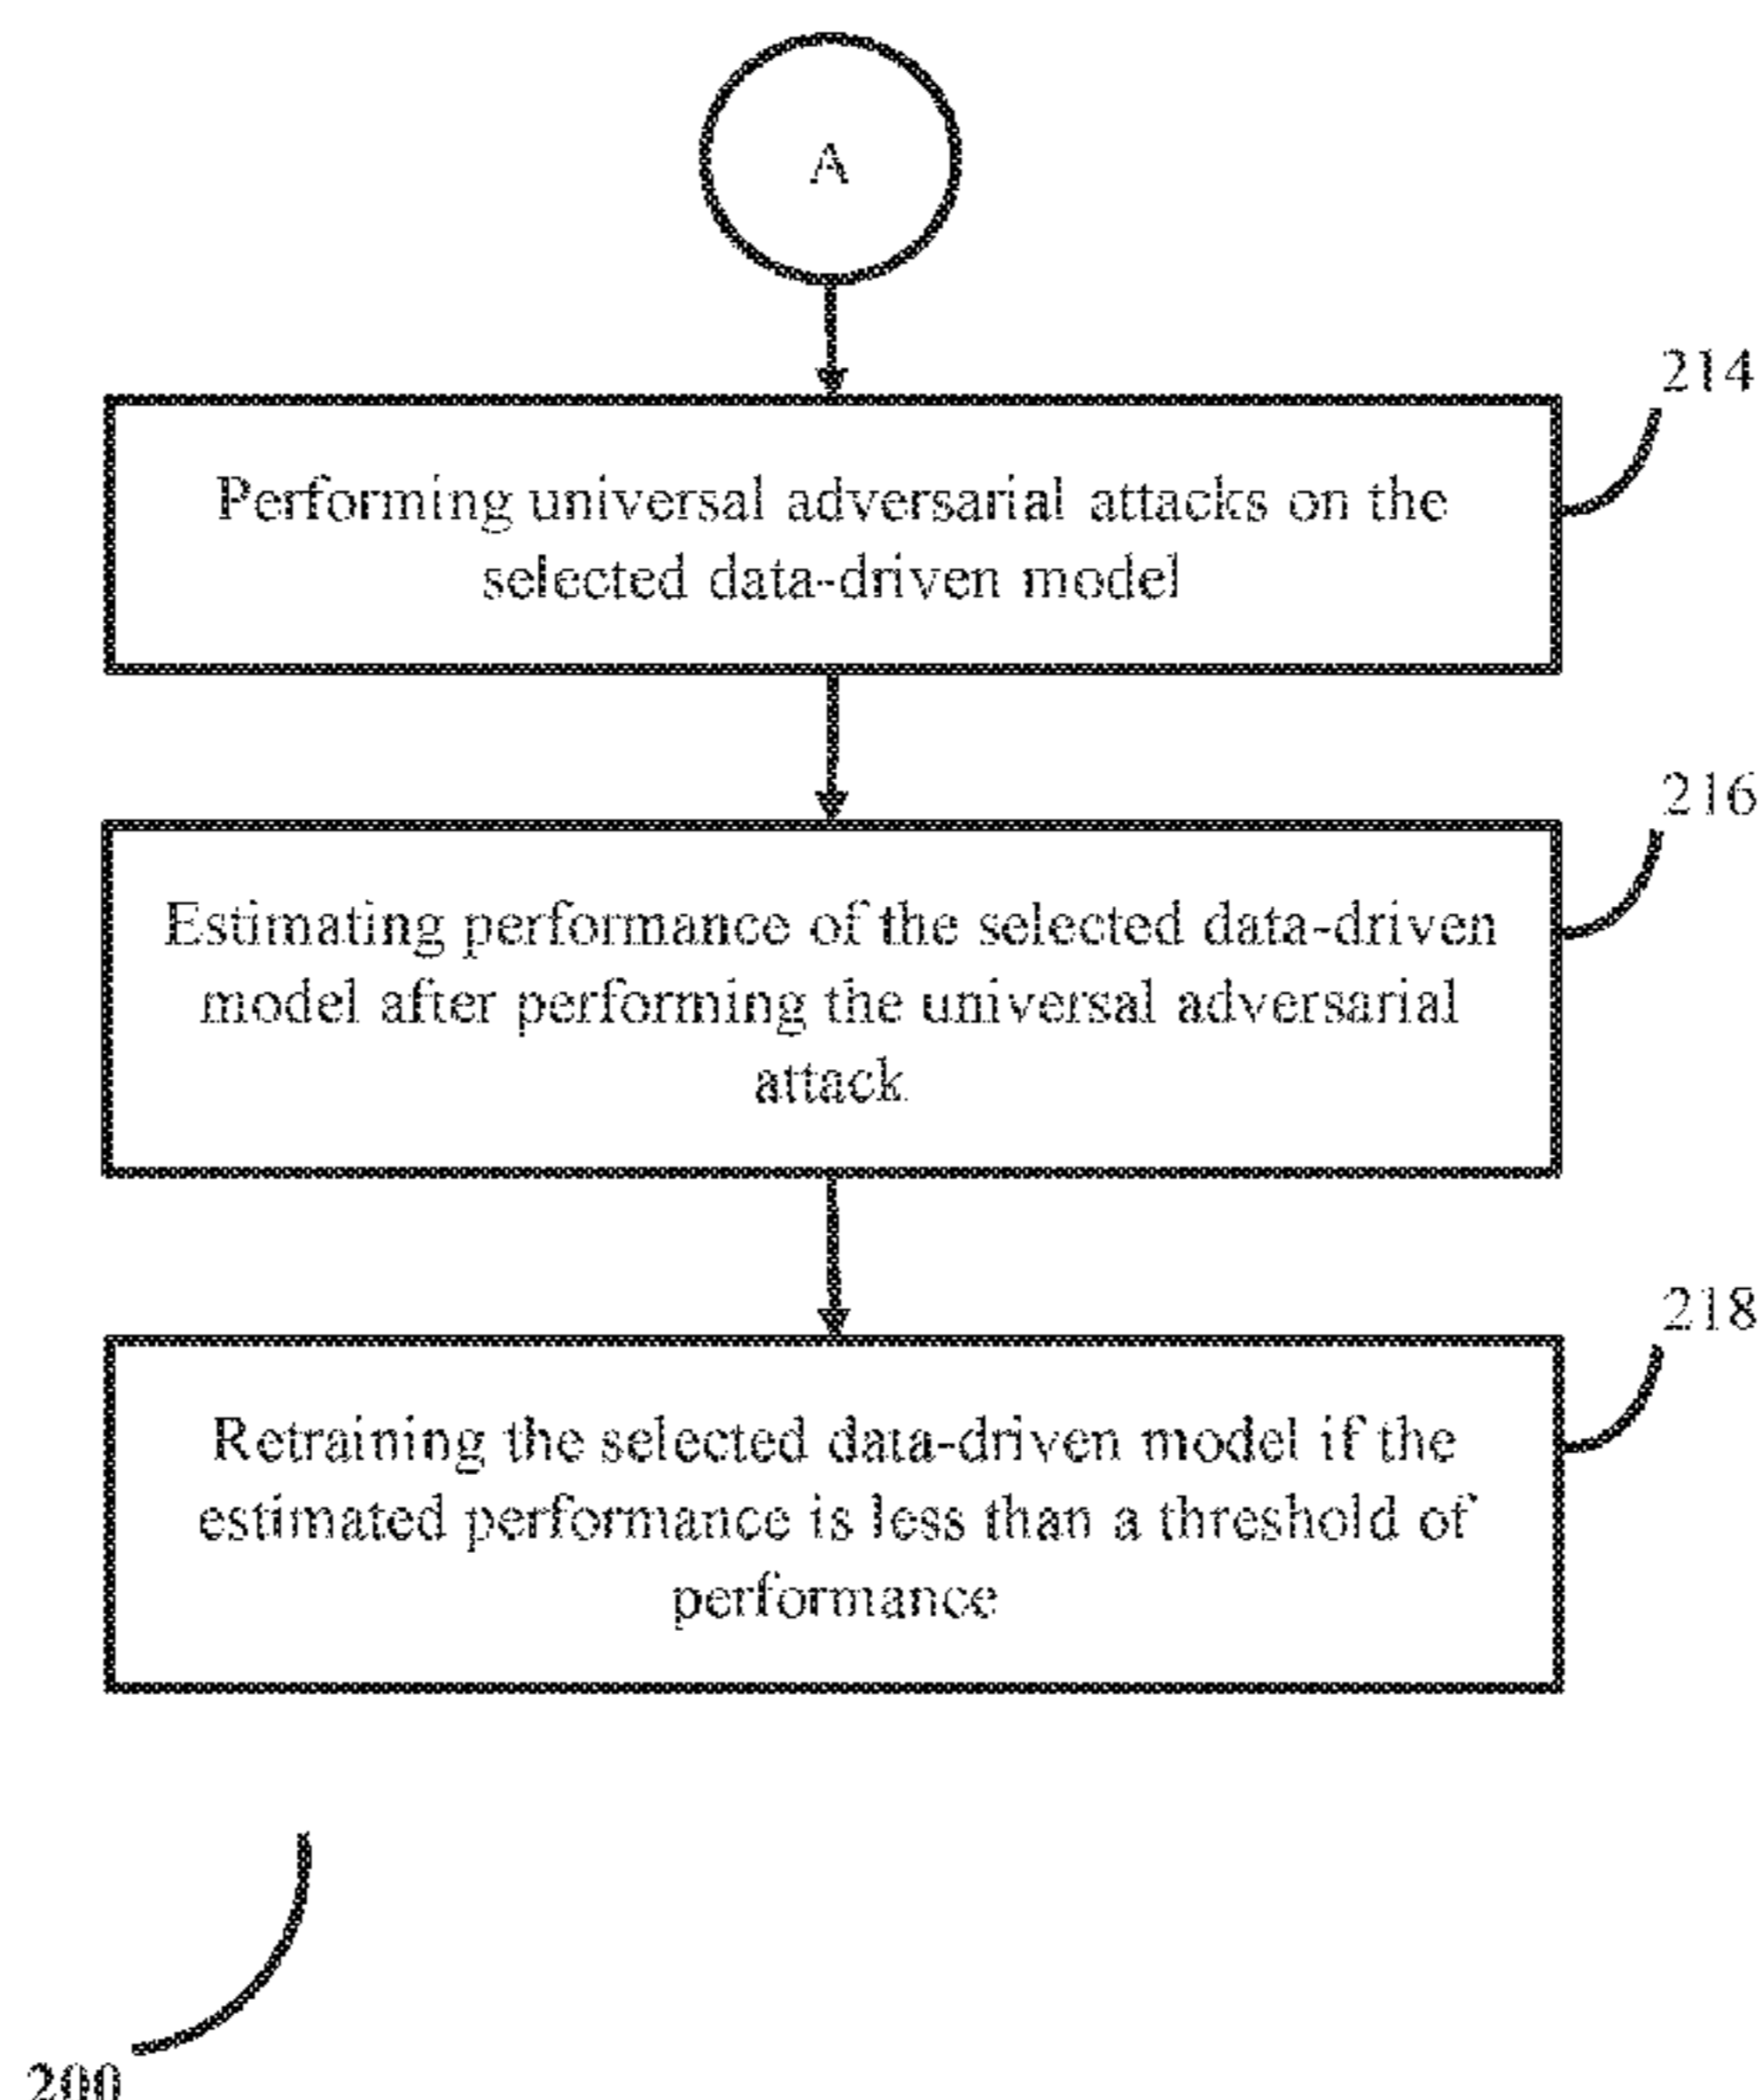 A
214
Performing universal adversarial attacks on the
selected data-driven model
216
Estimating performance of the selected data-driven
model after performing the universal adversarial
attack
218
Retraining the selected data-driven model if the
estimated performance is less than a threshold of
performance
200